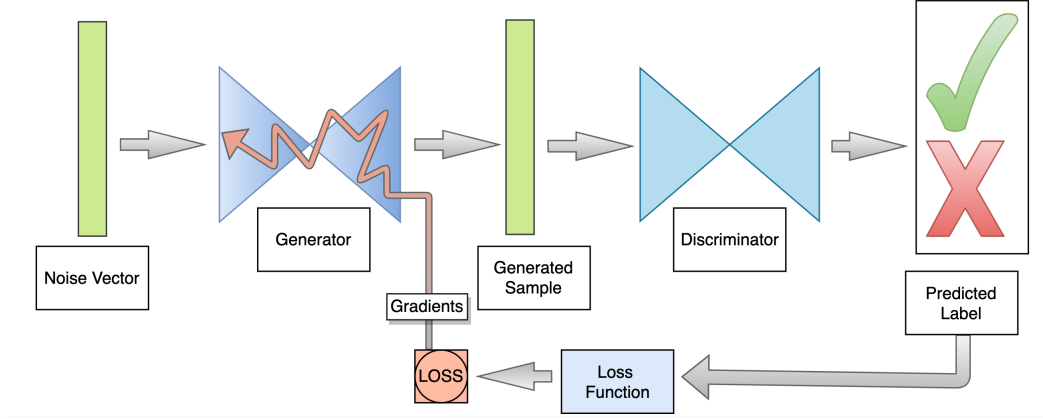 Noise Vector
Generator
Generated
Sample
Discriminator
Predicted
Label
Gradients
LOSS
Loss
Function